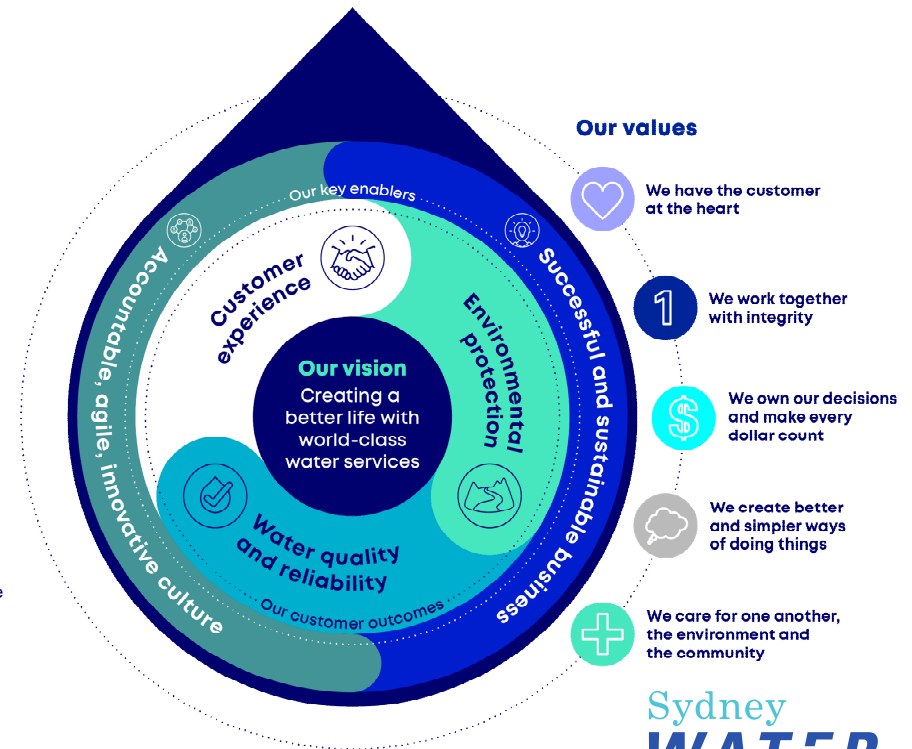 Our values
We have the customer
at the heart
We work together
with integrity
We own our decisions
and make every
dollar count
We create better
and simpler ways
of doing things
We care for one another,
the environment and
the community
Our key enablers
Accountable, agile, innovative culture
Successful and sustainable business
Customer
experience
Environmental
protection
Water quality
and reliability
Our customer outcomes
Our vision
Creating a
better life with
world-class
water services
1
$
Sydney
WATER